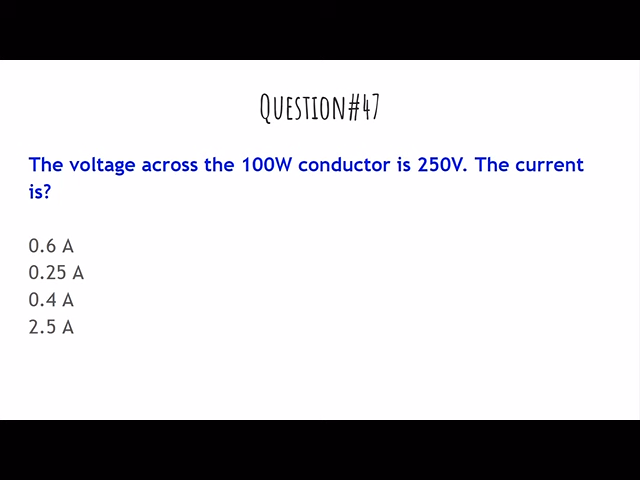 Question#47
The voltage across the 100W conductor is 250V. The current
is?
0.6 A
0.25 A
0.4 A
2.5 A